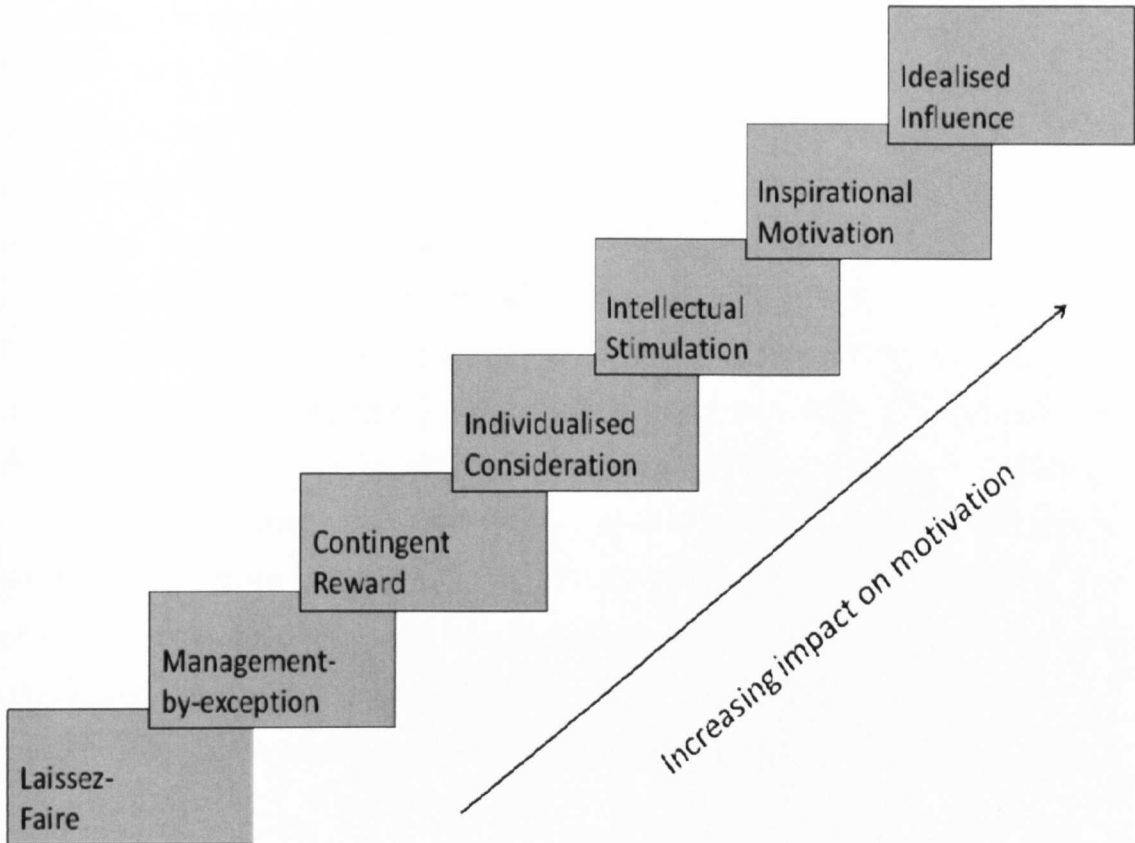 Idealised
Influence
Inspirational
Motivation
Intellectual
Stimulation
Individualised
Consideration
Contingent
Reward
Management-
by-exception
Laissez-
Faire
Increasing impact on motivation